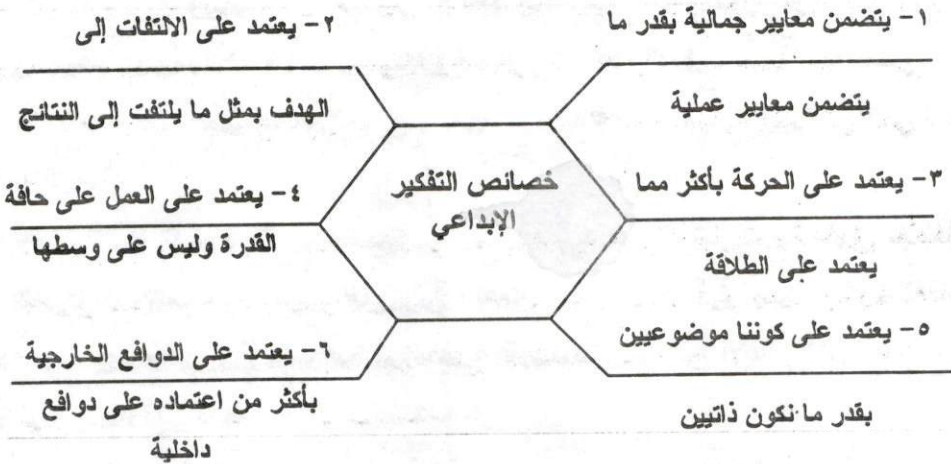 ١- يتضمن معايير جمالية بقدر ما
يتضمن معايير عملية
٢- يعتمد على الالتفات إلى
الهدف بمثل ما يلتفت إلى النتائج
خصائص التفكير
الإبداعي
٣- يعتمد على الحركة بأكثر مما
يعتمد على الطلاقة
٤- يعتمد على العمل على حافة
القدرة وليس على وسطها
٥- يعتمد على كوننا موضوعيين
بقدر ما نكون ذاتيين
٦- يعتمد على الدوافع الخارجية
بأكثر من اعتماده على دوافع
داخلية